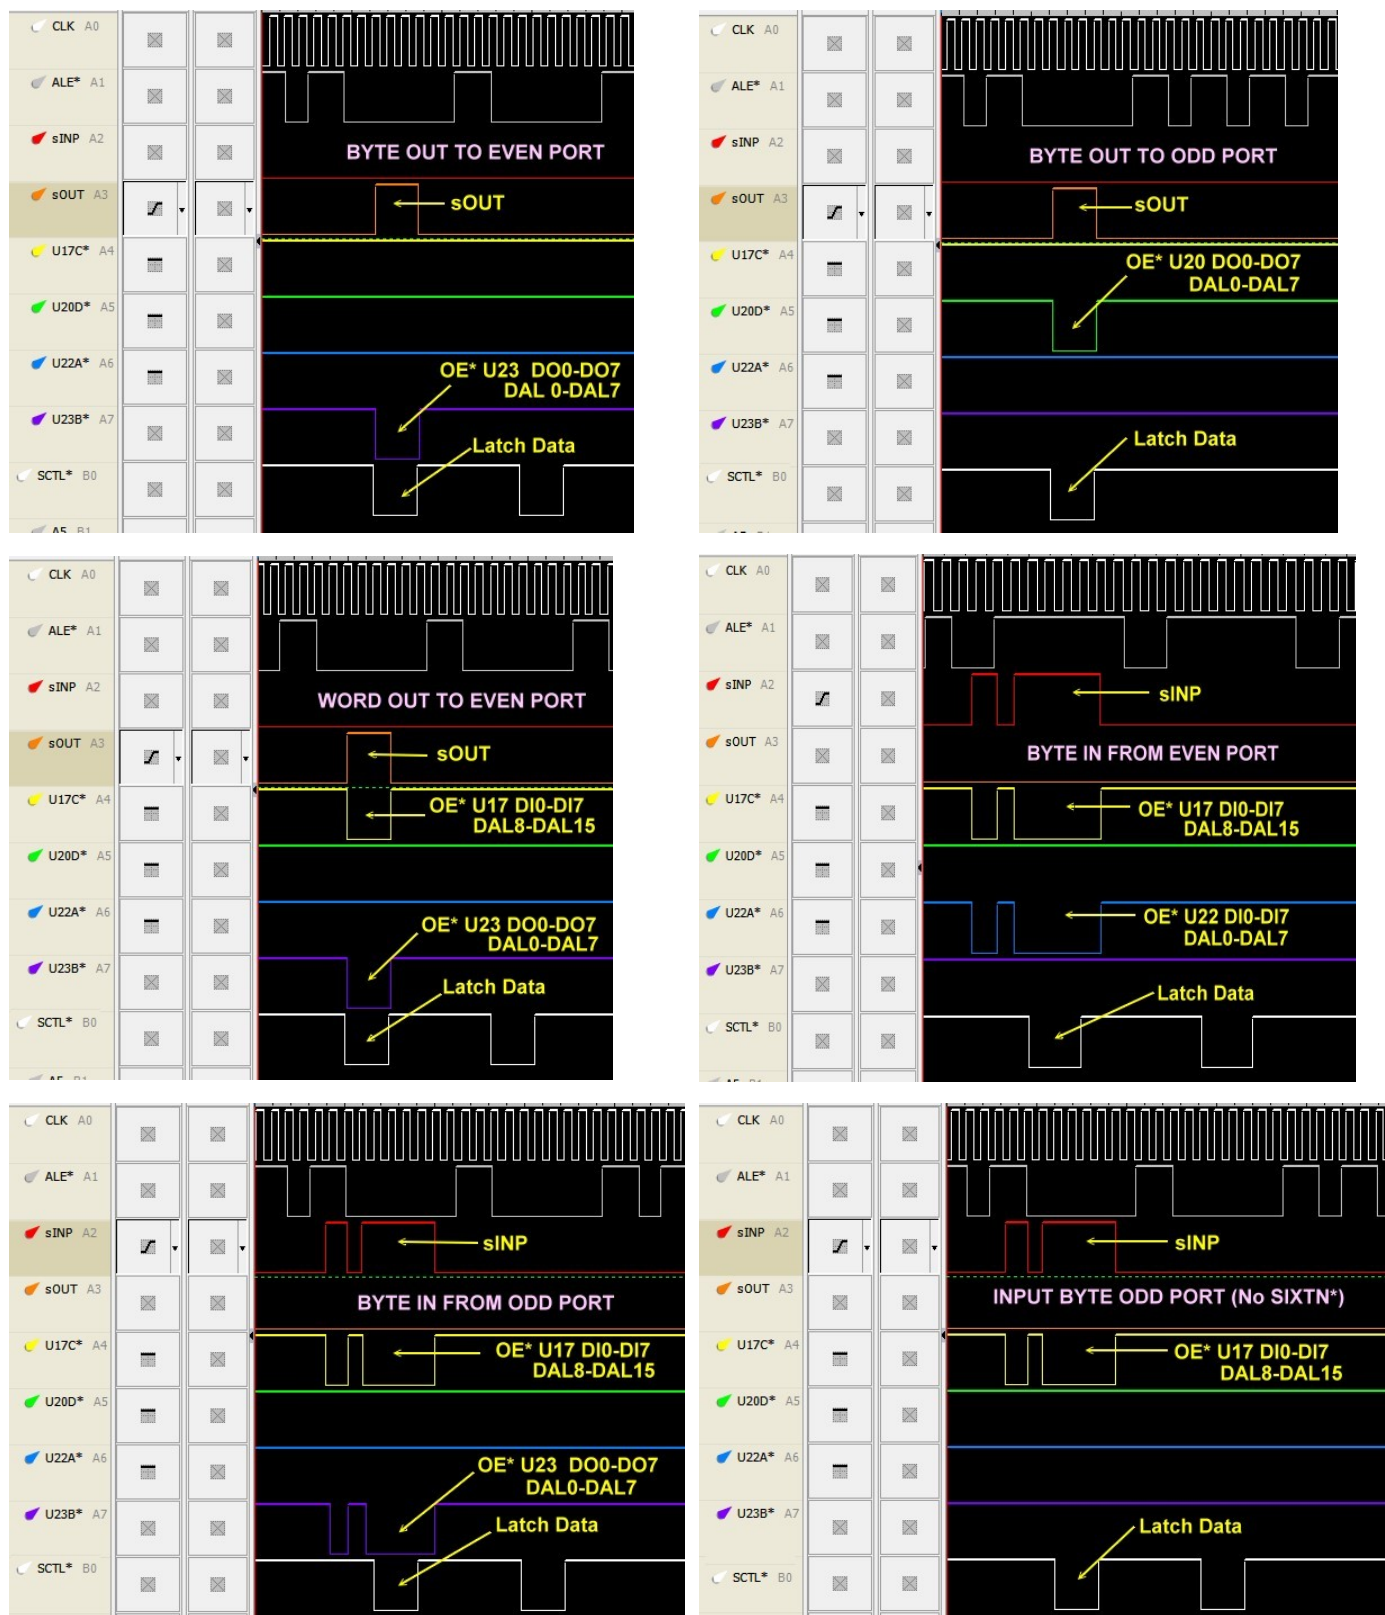 CLK A0
ALE* A1
sINP A2
BYTE OUT TO EVEN PORT
sOUT A3
sOUT
U17C* A4
U20D* A5
U22A* A6
OE* U23 DO0-DO7
DAL 0-DAL7
U23B* A7
Latch Data
SCTL* B0
A5 B1
CLK A0
ALE* A1
sINP A2
BYTE OUT TO ODD PORT
sOUT A3
sOUT
U17C* A4
OE* U20 DO0-DO7
DAL0-DAL7
U20D* A5
U22A* A6
U23B* A7
Latch Data
SCTL* B0
CLK A0
ALE* A1
sINP A2
WORD OUT TO EVEN PORT
sOUT A3
sOUT
U17C* A4
OE* U17 DI0-DI7
DAL8-DAL15
U20D* A5
U22A* A6
OE* U23 DO0-DO7
DAL0-DAL7
U23B* A7
Latch Data
SCTL* B0
CLK A0
ALE* A1
sINP A2
sINP
sOUT A3
BYTE IN FROM EVEN PORT
U17C* A4
OE* U17 DI0-DI7
DAL8-DAL15
U20D* A5
U22A* A6
OE* U22 DI0-DI7
DAL0-DAL7
U23B* A7
Latch Data
SCTL* B0
CLK A0
ALE* A1
sINP A2
sINP
sOUT A3
BYTE IN FROM ODD PORT
U17C* A4
OE* U17 DI0-DI7
DAL8-DAL15
U20D* A5
U22A* A6
OE* U23 DO0-DO7
DAL0-DAL7
U23B* A7
Latch Data
SCTL* B0
CLK A0
ALE* A1
sINP A2
sINP
sOUT A3
INPUT BYTE ODD PORT (No SIXTN*)
U17C* A4
OE* U17 DI0-DI7
DAL8-DAL15
U20D* A5
U22A* A6
U23B* A7
Latch Data
SCTL* B0